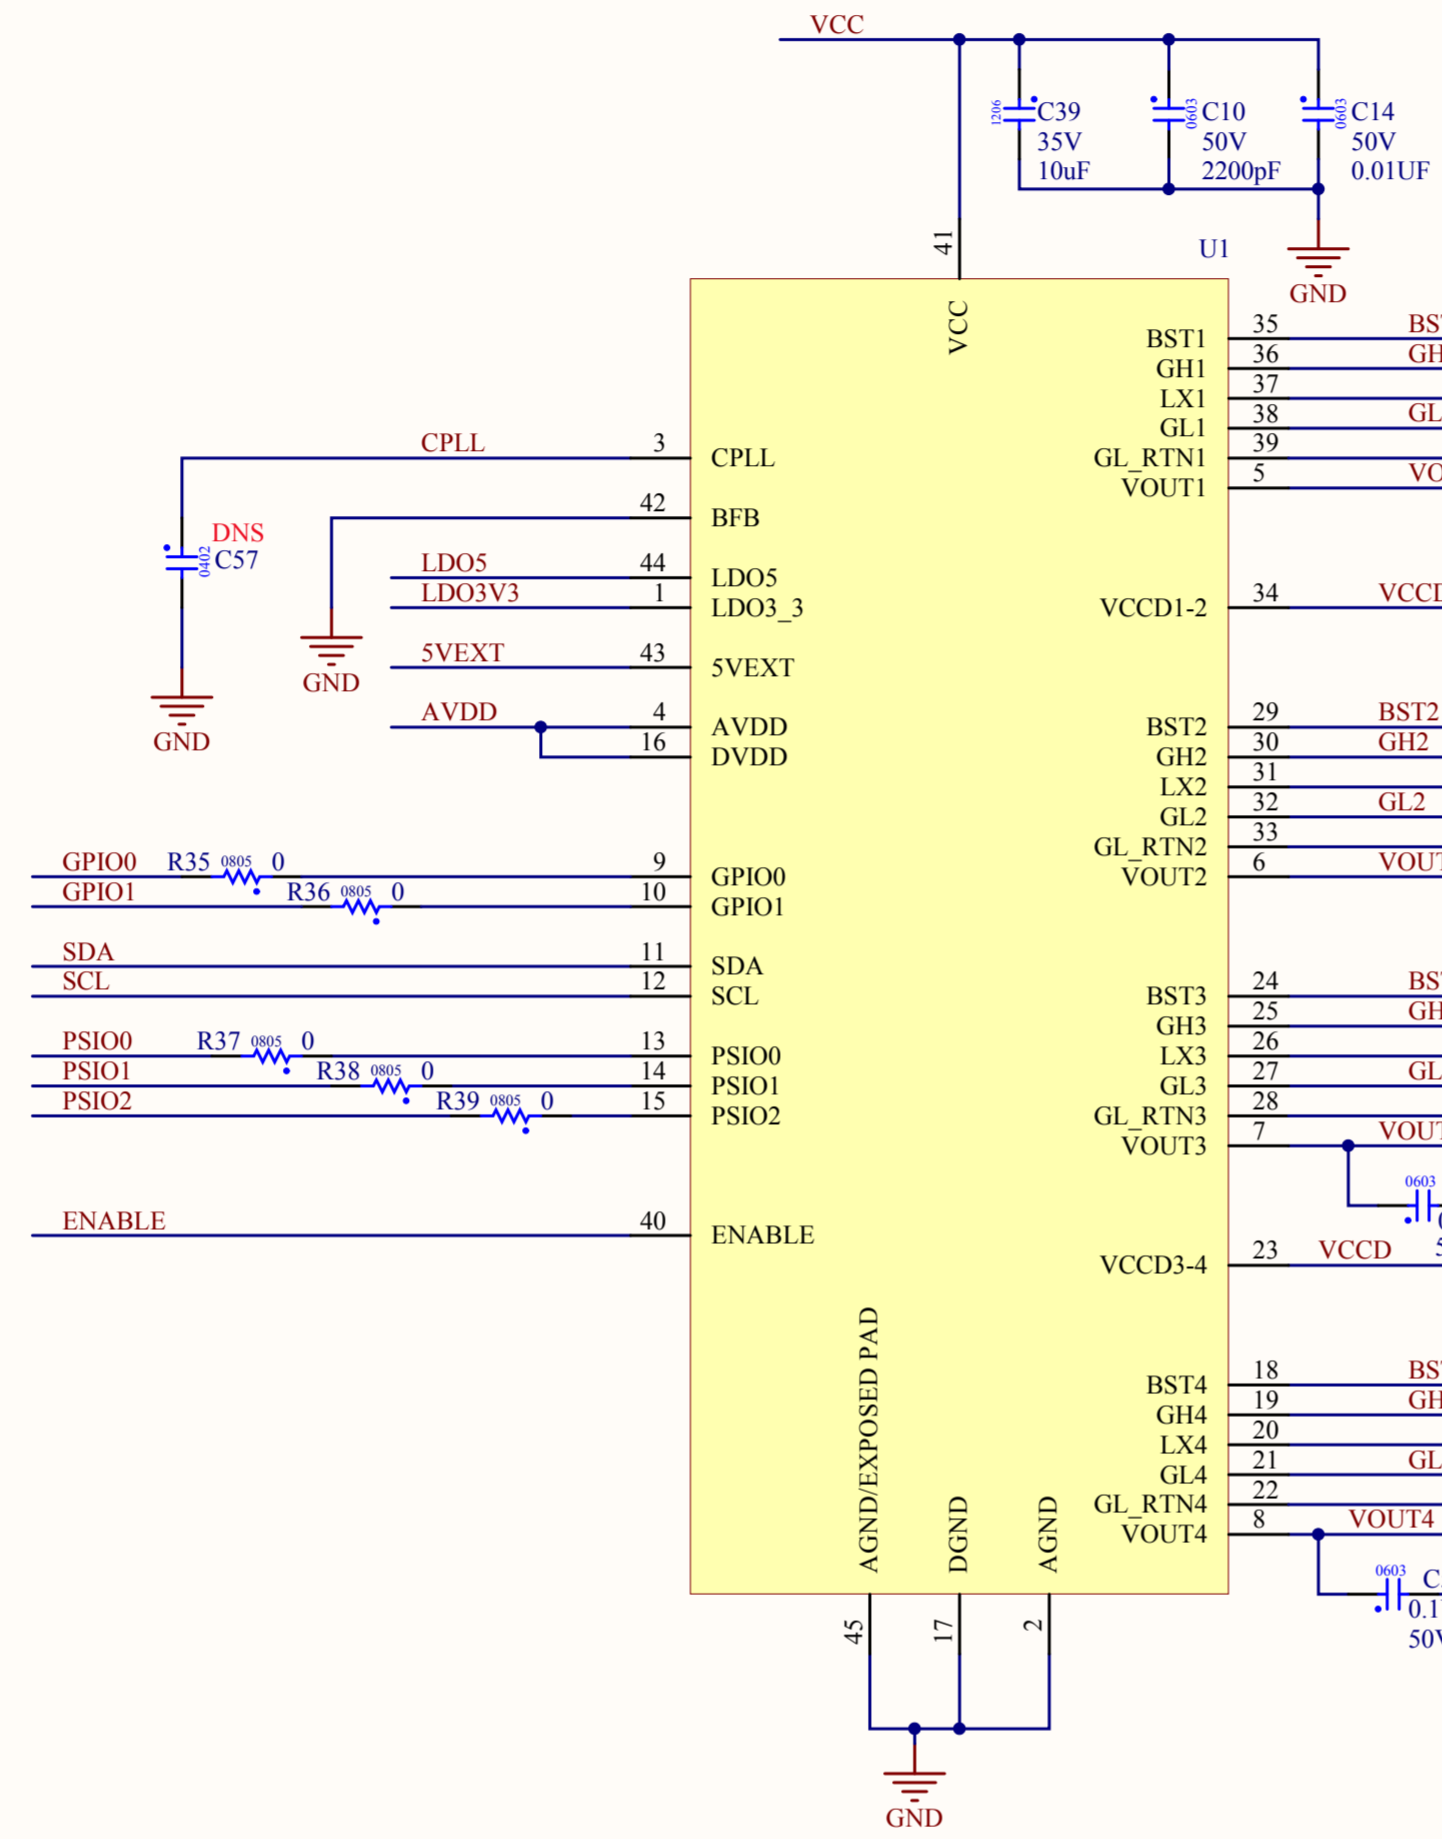 VCC
1206
C39
35V
10uF
0603
C10
50V
2200pF
0603
C14
50V
0.01UF
GND
U1
41
VCC
CPLL
3
CPLL
42
BFB
DNS
0402
C57
GND
GND
LDO5
44
LDO5
LDO3V3
1
LDO3_3
5VEXT
43
5VEXT
AVDD
4
AVDD
16
DVDD
GPIO0 R35 0805 0
9
GPIO0
GPIO1 R36 0805 0
10
GPIO1
SDA
11
SDA
SCL
12
SCL
PSIO0 R37 0805 0
13
PSIO0
PSIO1 R38 0805 0
14
PSIO1
PSIO2 R39 0805 0
15
PSIO2
ENABLE
40
ENABLE
BST1 35
GH1 36
LX1 37
GL1 38 GL
GL_RTN1 39
VOUT1 5
VCCD1-2 34
BST2 29 BST2
GH2 30 GH2
LX2 31
GL2 32 GL2
GL_RTN2 33
VOUT2 6
BST3 24
GH3 25
LX3 26
GL3 27 GL
GL_RTN3 28
VOUT3 7
0603
VCCD3-4 23 VCCD
BST4 18
GH4 19
LX4 20
GL4 21 GL
GL_RTN4 22
VOUT4 8 VOUT4
0603
AGND/EXPOSED PAD
DGND
AGND
45
17
2
GND